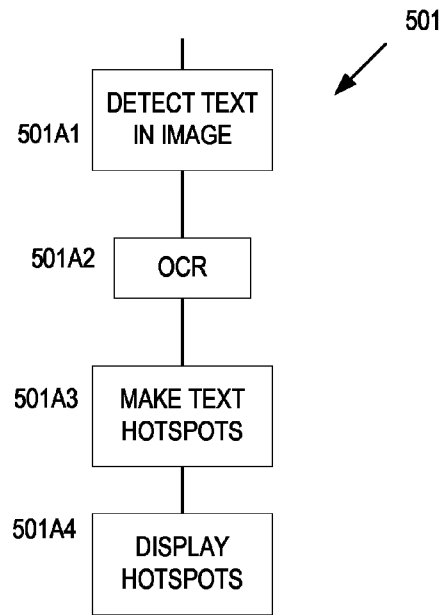 501
DETECT TEXT
IN IMAGE
501A1
OCR
501A2
MAKE TEXT
HOTSPOTS
501A3
DISPLAY
HOTSPOTS
501A4